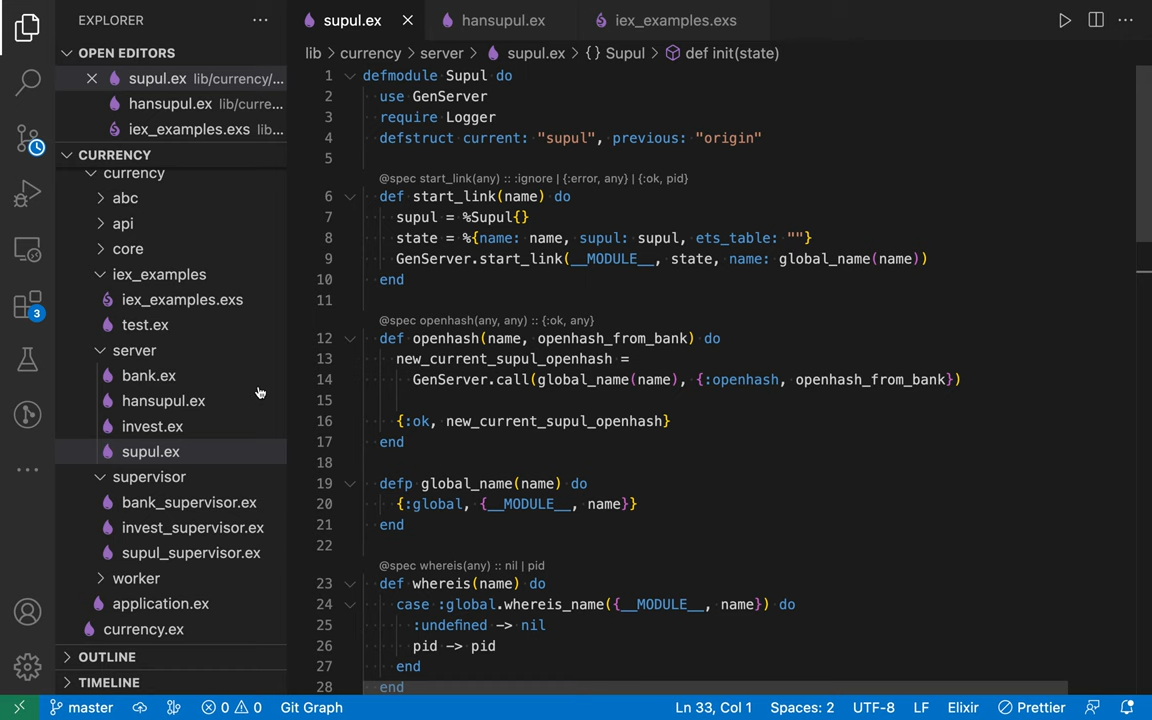 EXPLORER
OPEN EDITORS
supul.ex lib/currency/...
hansupul.ex lib/curre...
iex_examples.exs lib...
CURRENCY
currency
abc
api
core
iex_examples
iex_examples.exs
test.ex
server
bank.ex
hansupul.ex
invest.ex
supul.ex
supervisor
bank_supervisor.ex
invest_supervisor.ex
supul_supervisor.ex
worker
application.ex
currency.ex
OUTLINE
TIMELINE
3
supul.ex hansupul.ex iex_examples.exs
lib > currency > server > supul.ex > {} Supul > def init(state)
1 defmodule Supul do
2 use GenServer
3 require Logger
4 defstruct current: "supul", previous: "origin"
5
@spec start_link(any) :: :ignore | {:error, any} | {:ok, pid}
6 def start_link(name) do
7 supul = %Supul{}
8 state = %{name: name, supul: supul, ets_table: ""}
9 GenServer.start_link(__MODULE__, state, name: global_name(name))
10 end
11
@spec openhash(any, any) :: {:ok, any}
12 def openhash(name, openhash_from_bank) do
13 new_current_supul_openhash =
14 GenServer.call(global_name(name), {:openhash, openhash_from_bank})
15
16 {:ok, new_current_supul_openhash}
17 end
18
19 defp global_name(name) do
20 {:global, {__MODULE__, name}}
21 end
22
@spec whereis(any) :: nil | pid
23 def whereis(name) do
24 case :global.whereis_name({__MODULE__, name}) do
25 :undefined -> nil
26 pid -> pid
27 end
28 end
master 0 0 Git Graph Ln 33, Col 1 Spaces: 2 UTF-8 LF Elixir Prettier